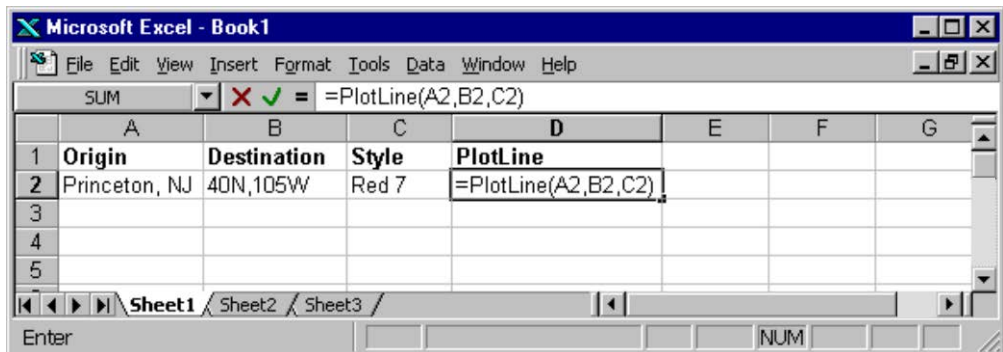 Microsoft Excel - Book1
File Edit View Insert Format Tools Data Window Help
SUM = =PlotLine(A2,B2,C2)
A B C D E F G
1 Origin Destination Style PlotLine
2 Princeton, NJ 40N,105W Red 7 =PlotLine(A2,B2,C2)
3
4
5
Sheet1 Sheet2 Sheet3
Enter NUM